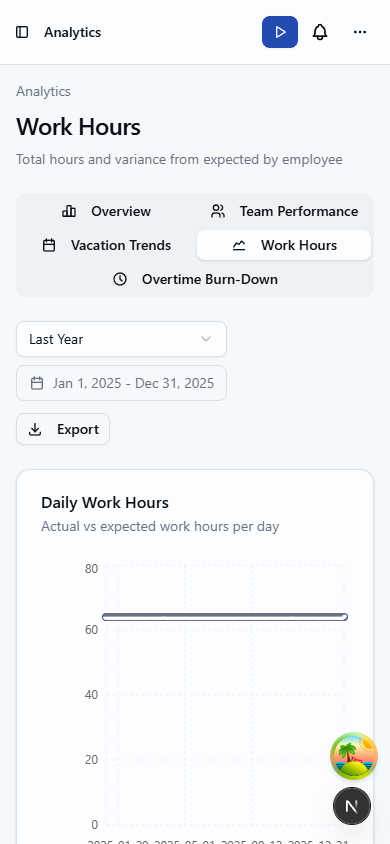 Analytics
Analytics
Work Hours
Total hours and variance from expected by employee
Overview
Team Performance
Vacation Trends
Work Hours
Overtime Burn-Down
Last Year
Jan 1, 2025 - Dec 31, 2025
Export
Daily Work Hours
Actual vs expected work hours per day
80
60
40
20
0
N